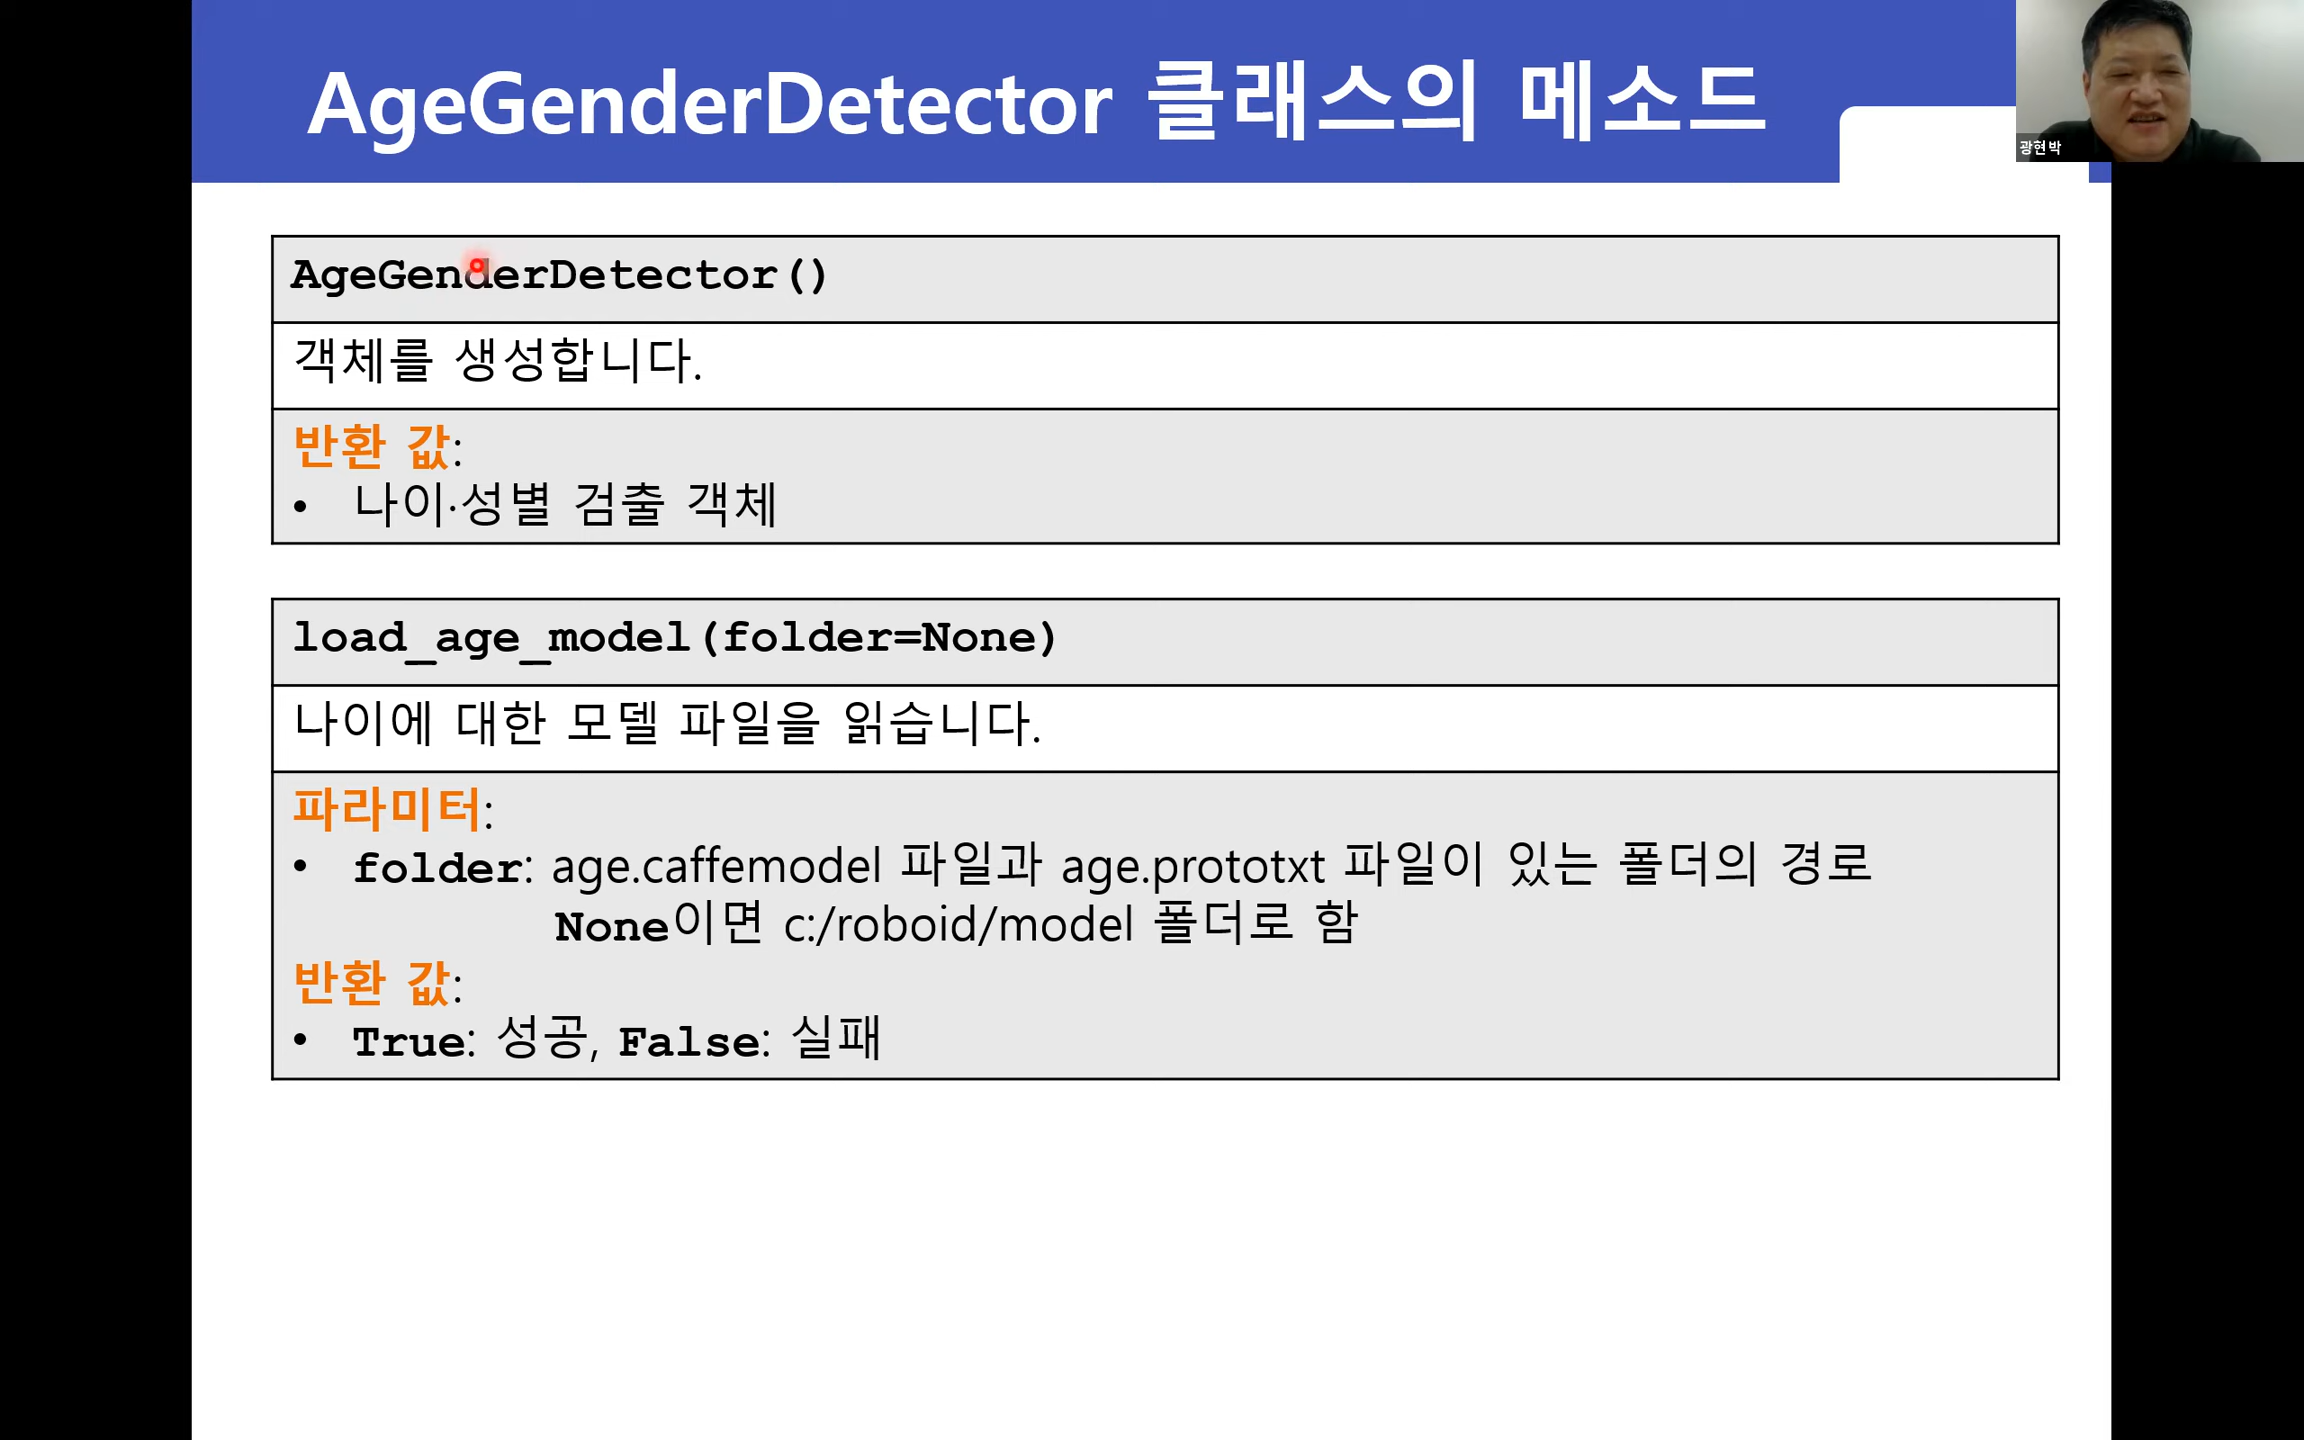 AgeGenderDetector 클래스의 메소드
광현박
AgeGenderDetector()
객체를 생성합니다.
반환 값:
• 나이·성별 검출 객체
load_age_model(folder=None)
나이에 대한 모델 파일을 읽습니다.
파라미터:
• folder: age.caffemodel 파일과 age.prototxt 파일이 있는 폴더의 경로
None이면 c:/roboid/model 폴더로 함
반환 값:
• True: 성공, False: 실패